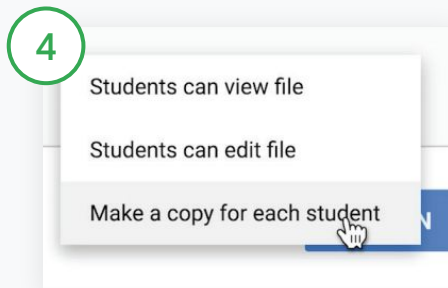 4
Students can view file
Students can edit file
Make a copy for each student
N